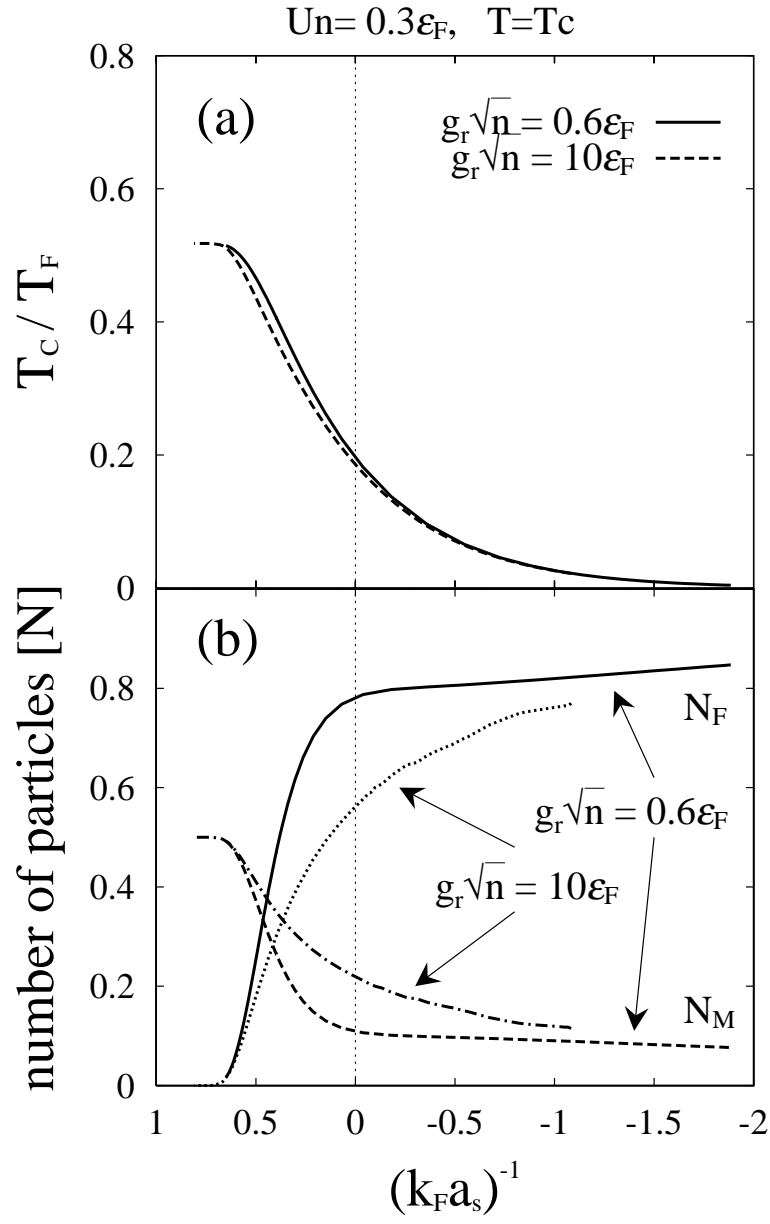 Un= 0.3εF, T=Tc
0.8
(a)
gr√n = 0.6εF
gr√n = 10εF
0.6
TC / TF
0.4
0.2
0
(b)
number of particles [N]
0.8
NF
0.6
gr√n = 0.6εF
gr√n = 10εF
0.4
0.2
NM
0
1 0.5 0 -0.5 -1 -1.5 -2
(kFas)-1